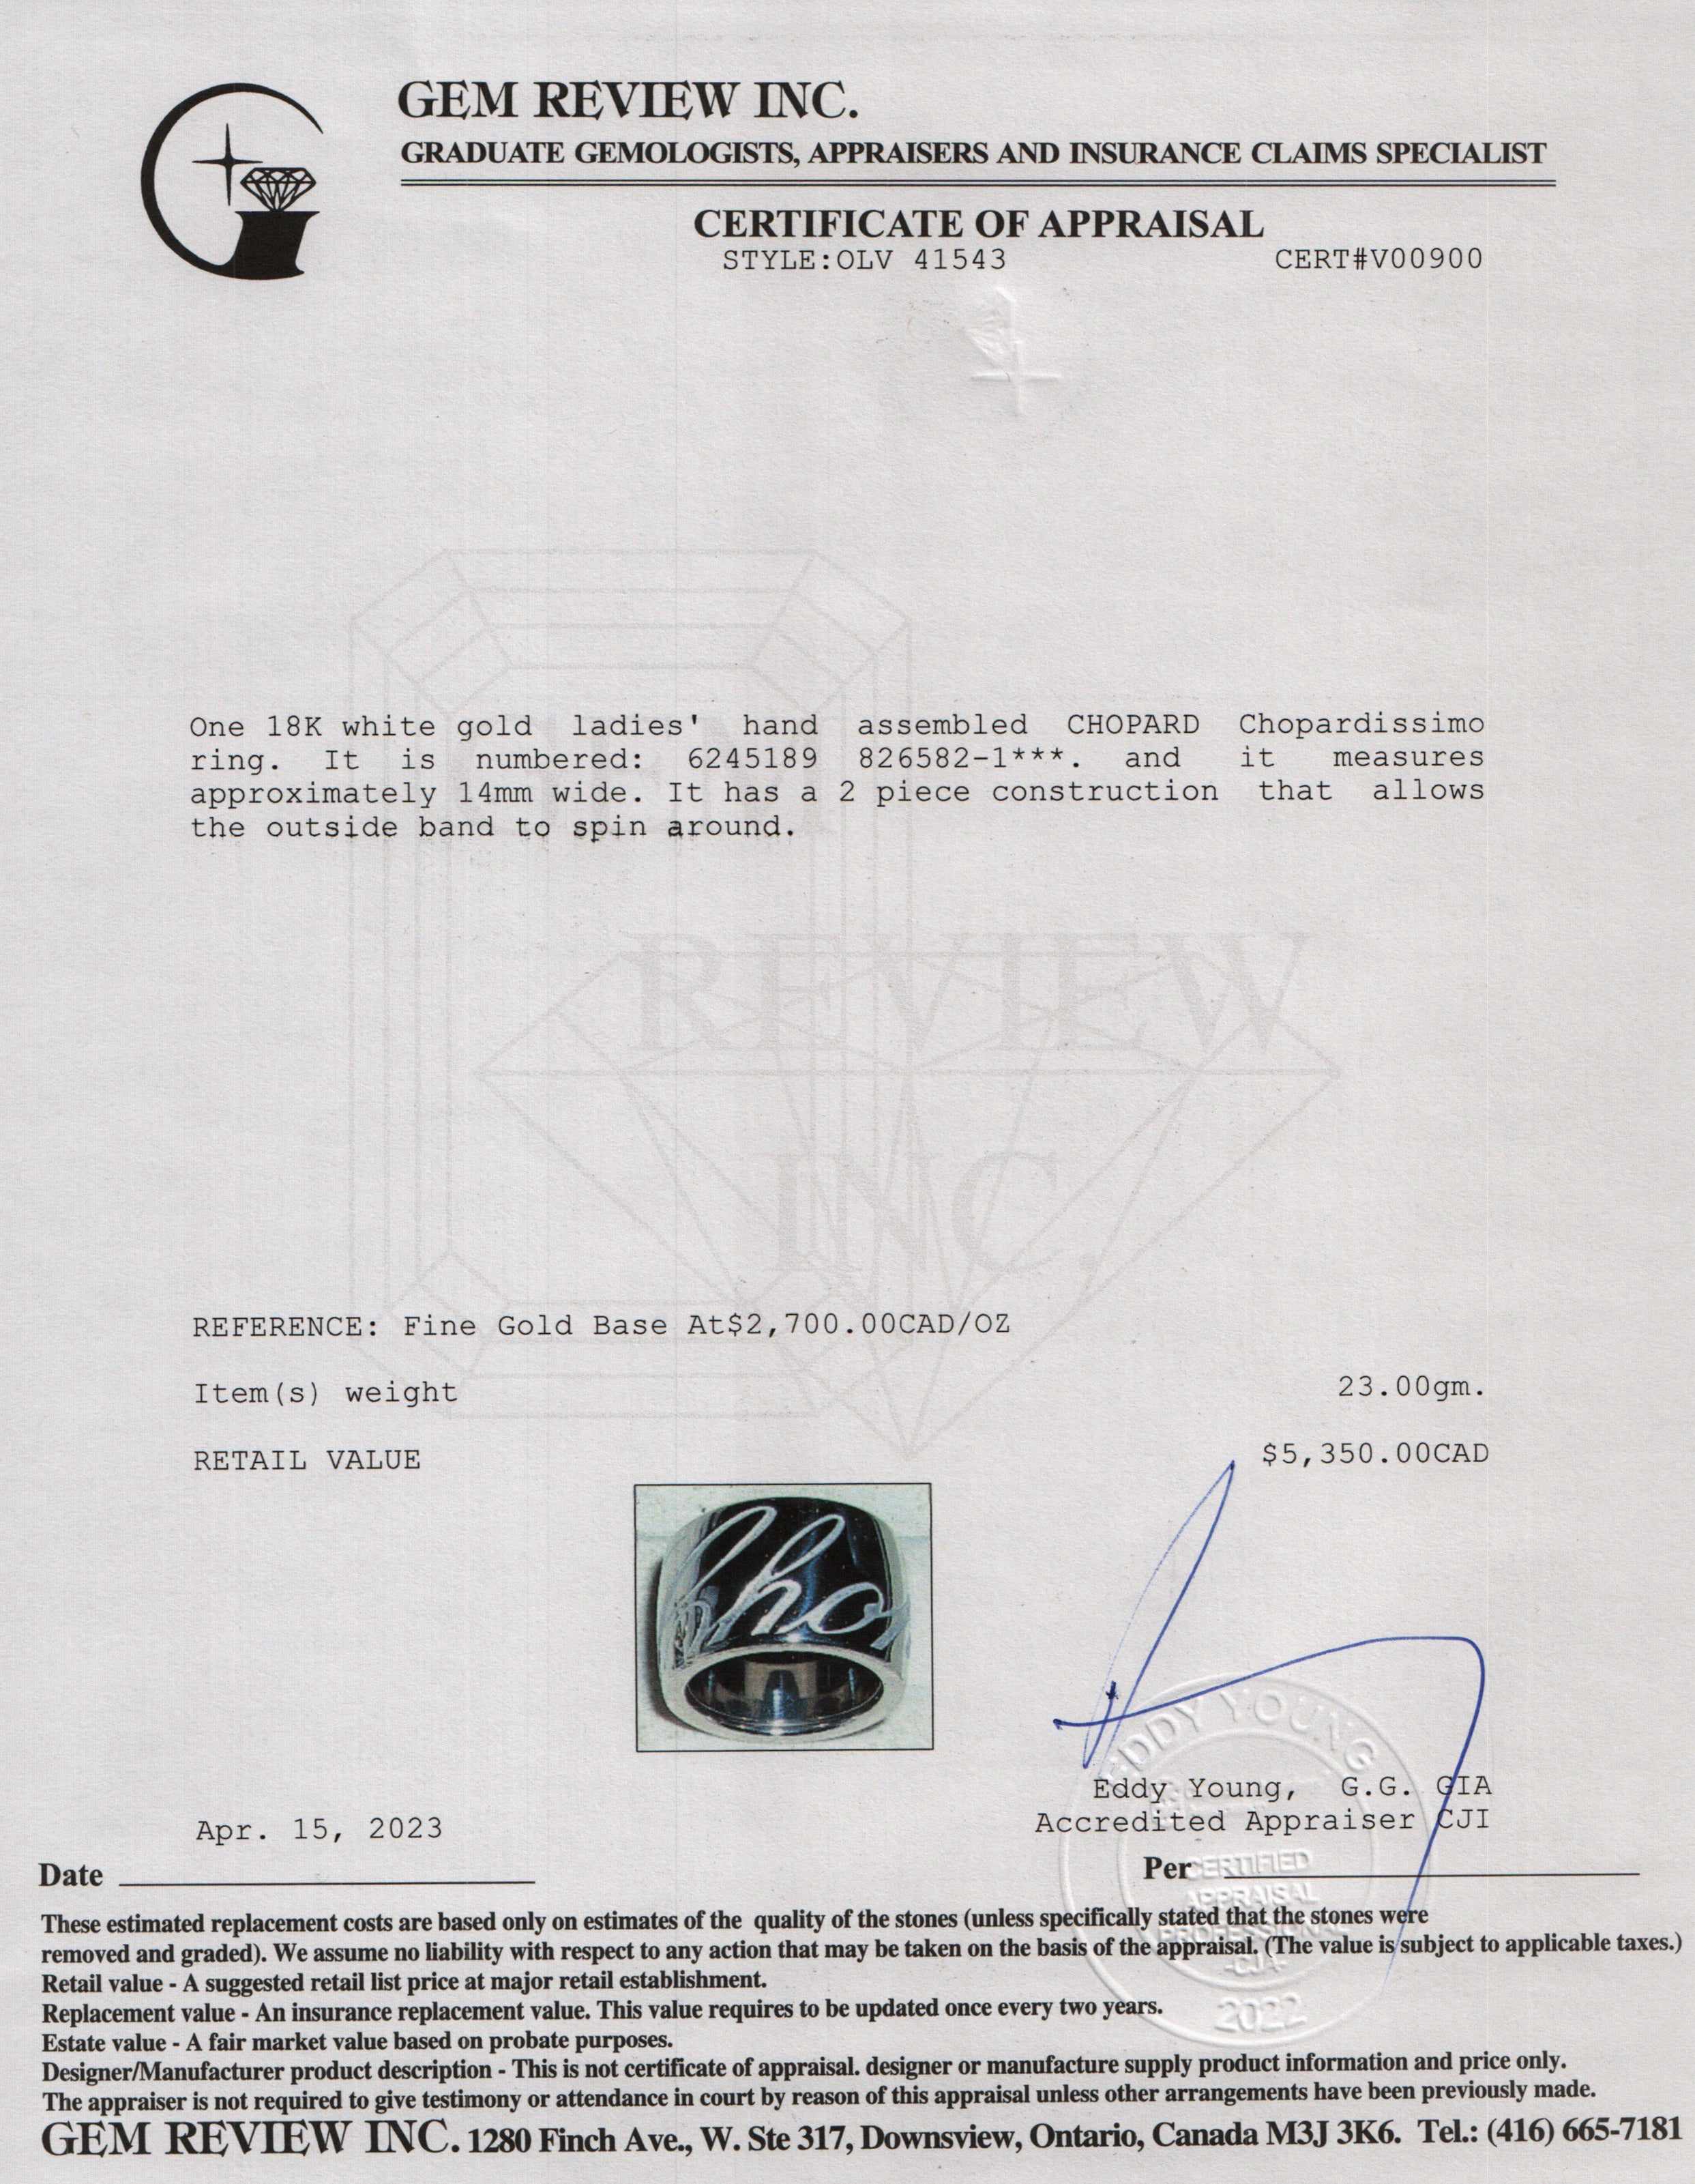 GEM REVIEW INC.
GRADUATE GEMOLOGISTS, APPRAISERS AND INSURANCE CLAIMS SPECIALIST
CERTIFICATE OF APPRAISAL
STYLE:OLV 41543 CERT#V00900
One 18K white gold ladies' hand assembled CHOPARD Chopardissimo
ring. It is numbered: 6245189 826582-1***. and it measures
approximately 14mm wide. It has a 2 piece construction that allows
the outside band to spin around.
REVIEW
INC.
REFERENCE: Fine Gold Base At$2,700.00CAD/OZ
Item(s) weight 23.00gm.
RETAIL VALUE $5,350.00CAD
Cho
EDDY YOUNG
Eddy Young, G.G. GIA
Accredited Appraiser CJI
Apr. 15, 2023
Date
Per
CERTIFIED
APPRAISAL
PROFESSIONAL
-CJA-
2022
These estimated replacement costs are based only on estimates of the quality of the stones (unless specifically stated that the stones were
removed and graded). We assume no liability with respect to any action that may be taken on the basis of the appraisal. (The value is subject to applicable taxes.)
Retail value - A suggested retail list price at major retail establishment.
Replacement value - An insurance replacement value. This value requires to be updated once every two years.
Estate value - A fair market value based on probate purposes.
Designer/Manufacturer product description - This is not certificate of appraisal. designer or manufacture supply product information and price only.
The appraiser is not required to give testimony or attendance in court by reason of this appraisal unless other arrangements have been previously made.
GEM REVIEW INC. 1280 Finch Ave., W. Ste 317, Downsview, Ontario, Canada M3J 3K6. Tel.: (416) 665-7181